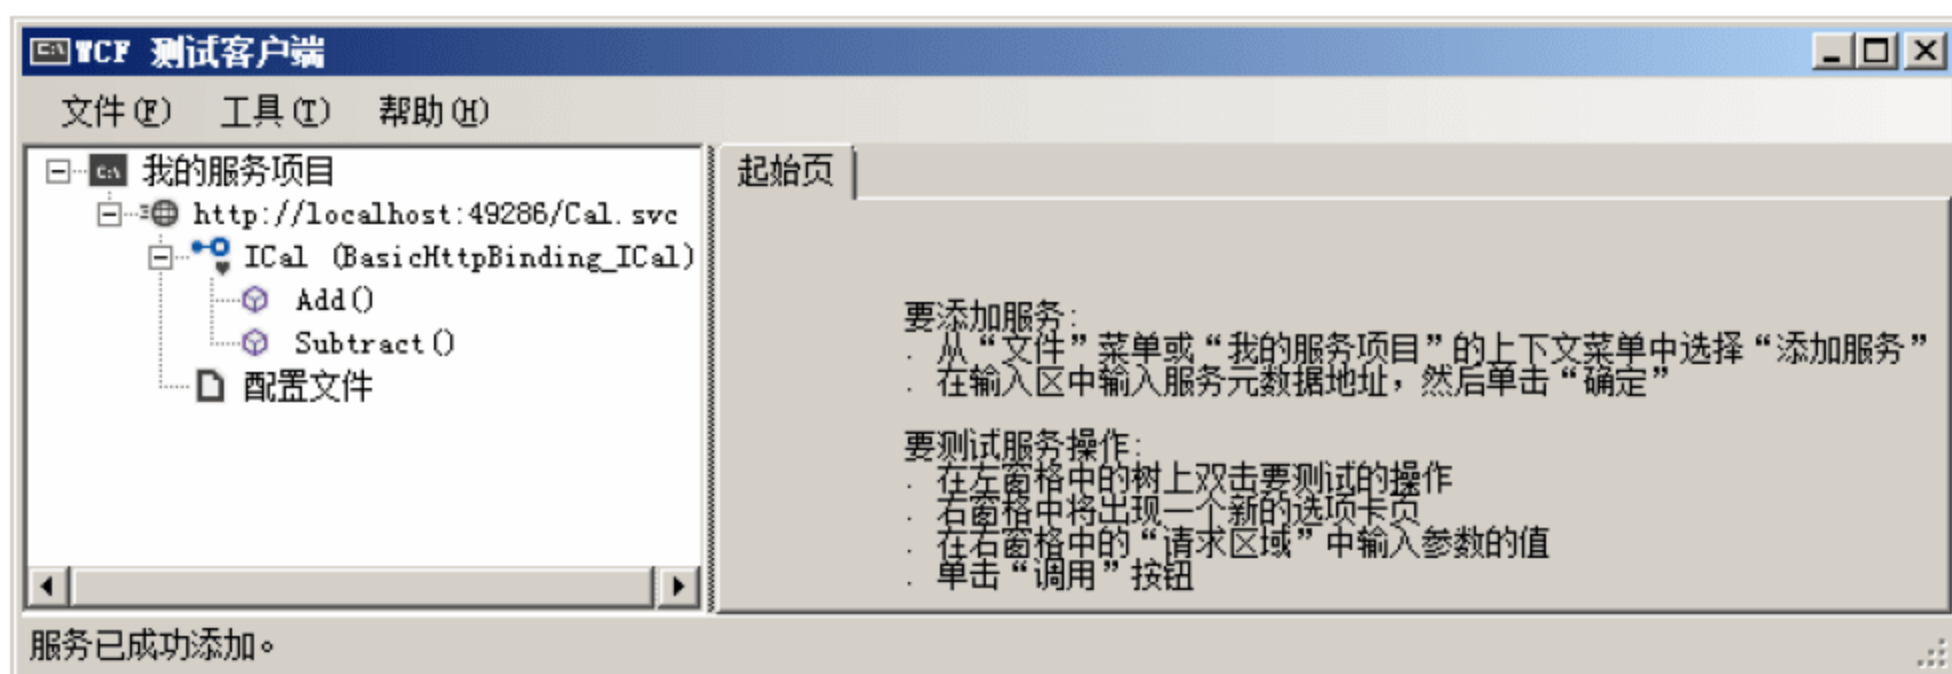 WCF 测试客户端
文件(F) 工具(T) 帮助(H)
我的服务项目
http://localhost:49286/Cal.svc
ICal (BasicHttpBinding_ICal)
Add()
Subtract()
配置文件
起始页
要添加服务:
. 从“文件”菜单或“我的服务项目”的上下文菜单中选择“添加服务”
. 在输入区中输入服务元数据地址，然后单击“确定”
要测试服务操作:
. 在左窗格中的树上双击要测试的操作
. 右窗格中将出现一个新的选项卡页
. 在右窗格中的“请求区域”中输入参数的值
. 单击“调用”按钮
服务已成功添加。